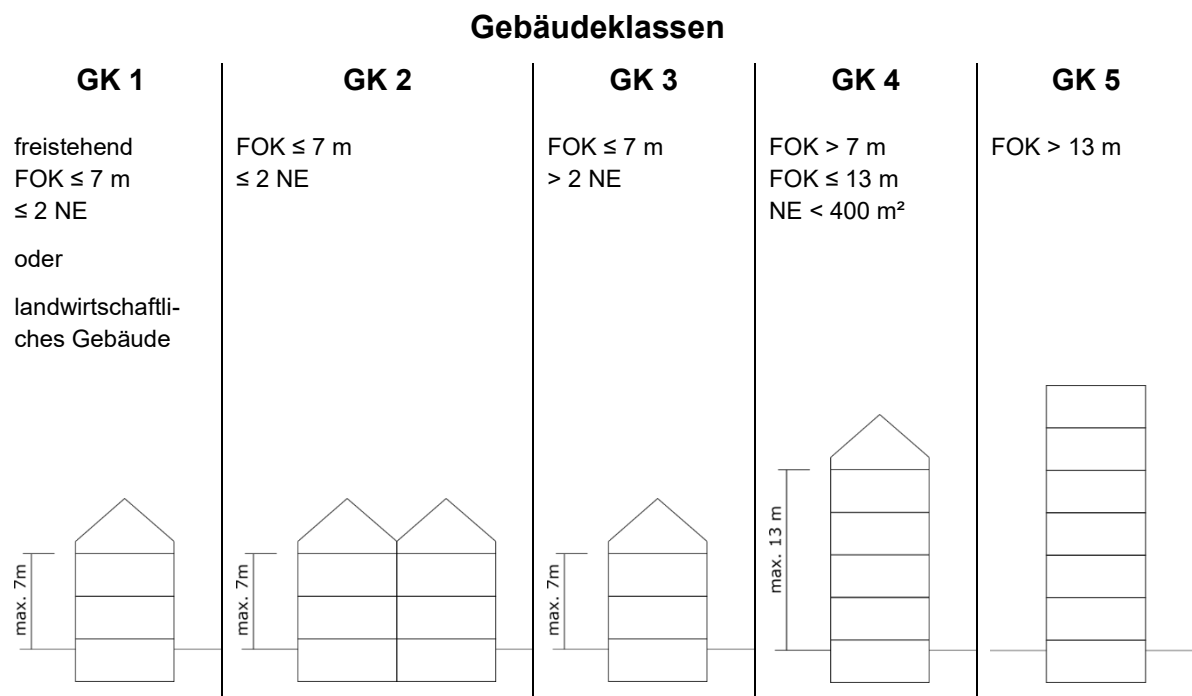 Gebäudeklassen
GK 1
freistehend
FOK ≤ 7 m
≤ 2 NE
oder
landwirtschaftli-
ches Gebäude
max. 7m
GK 2
FOK ≤ 7 m
≤ 2 NE
max. 7m
GK 3
FOK ≤ 7 m
> 2 NE
max. 7m
GK 4
FOK > 7 m
FOK ≤ 13 m
NE < 400 m²
max. 13 m
GK 5
FOK > 13 m